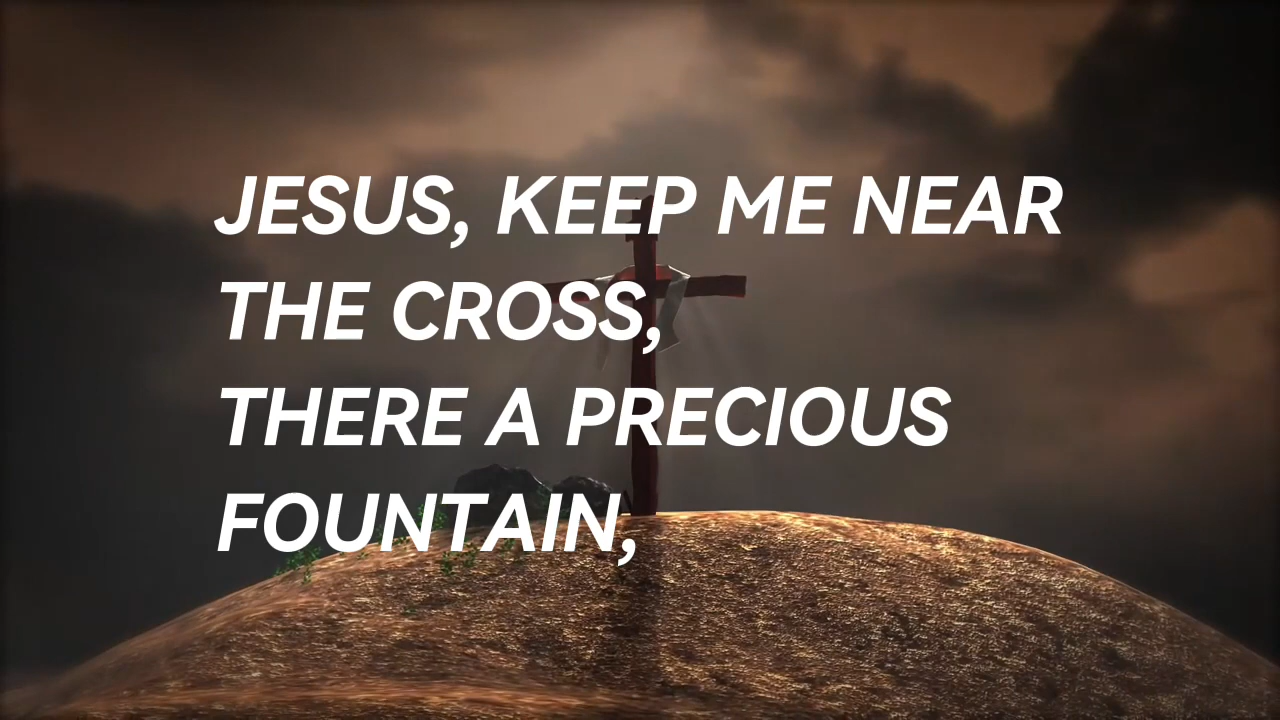 JESUS, KEEP ME NEAR
THE CROSS,
THERE A PRECIOUS
FOUNTAIN,